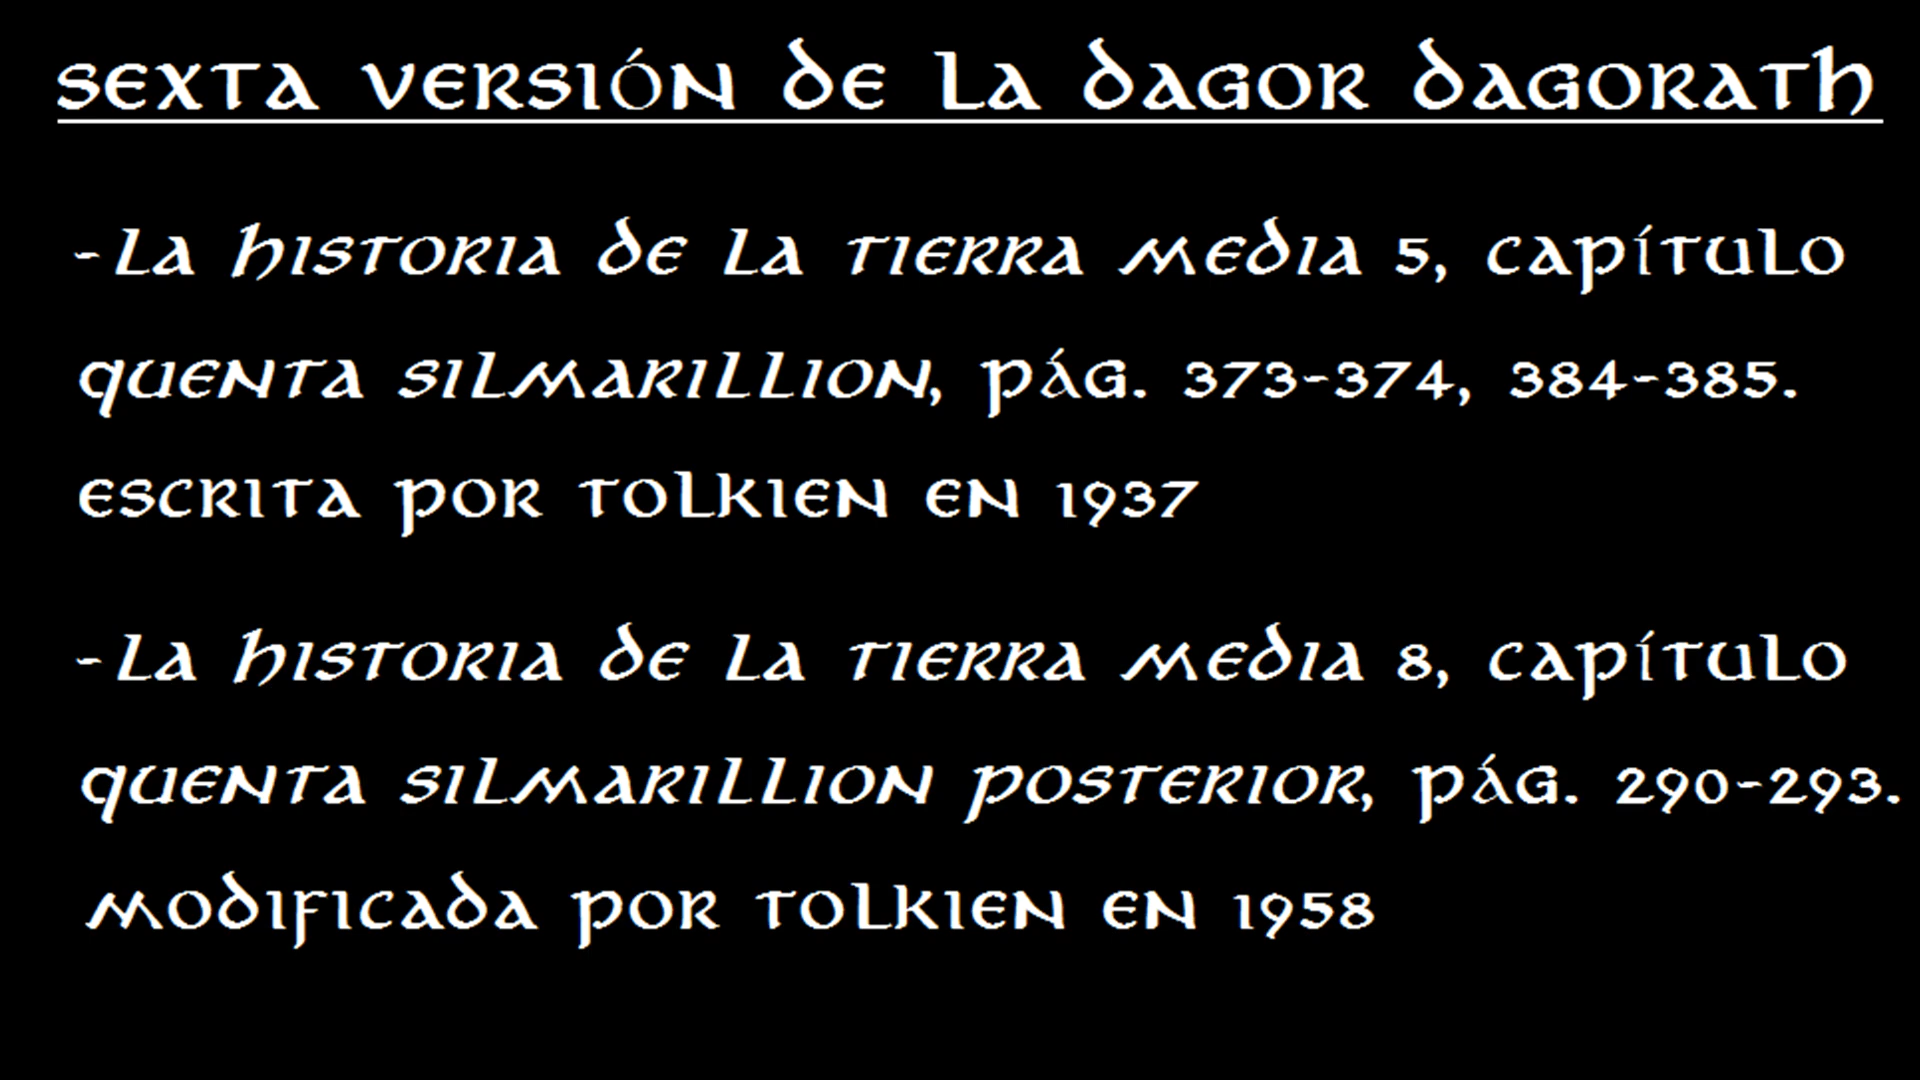 Sexta versión de la Dagor Dagorath
-La Historia de la Tierra Media 5, capítulo
Quenta Silmarillion, pág. 373-374, 384-385.
Escrita por Tolkien en 1937
-La Historia de la Tierra Media 8, capítulo
Quenta Silmarillion posterior, pág. 290-293.
Modificada por Tolkien en 1958